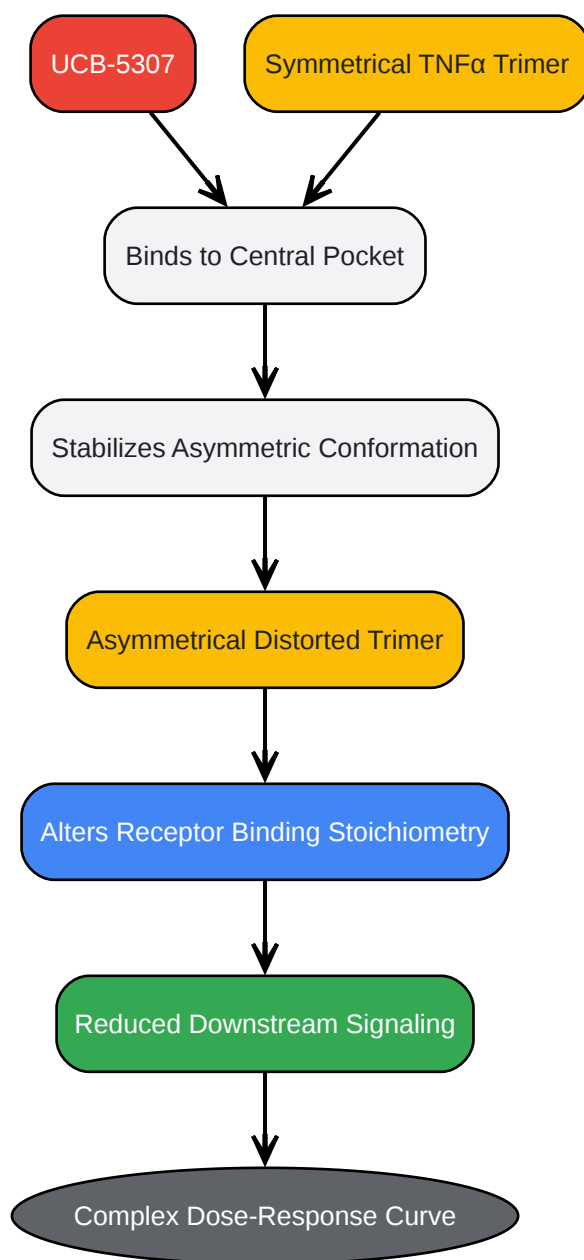 UCB-5307
Symmetrical TNFα Trimer
Binds to Central Pocket
Stabilizes Asymmetric Conformation
Asymmetrical Distorted Trimer
Alters Receptor Binding Stoichiometry
Reduced Downstream Signaling
Complex Dose-Response Curve